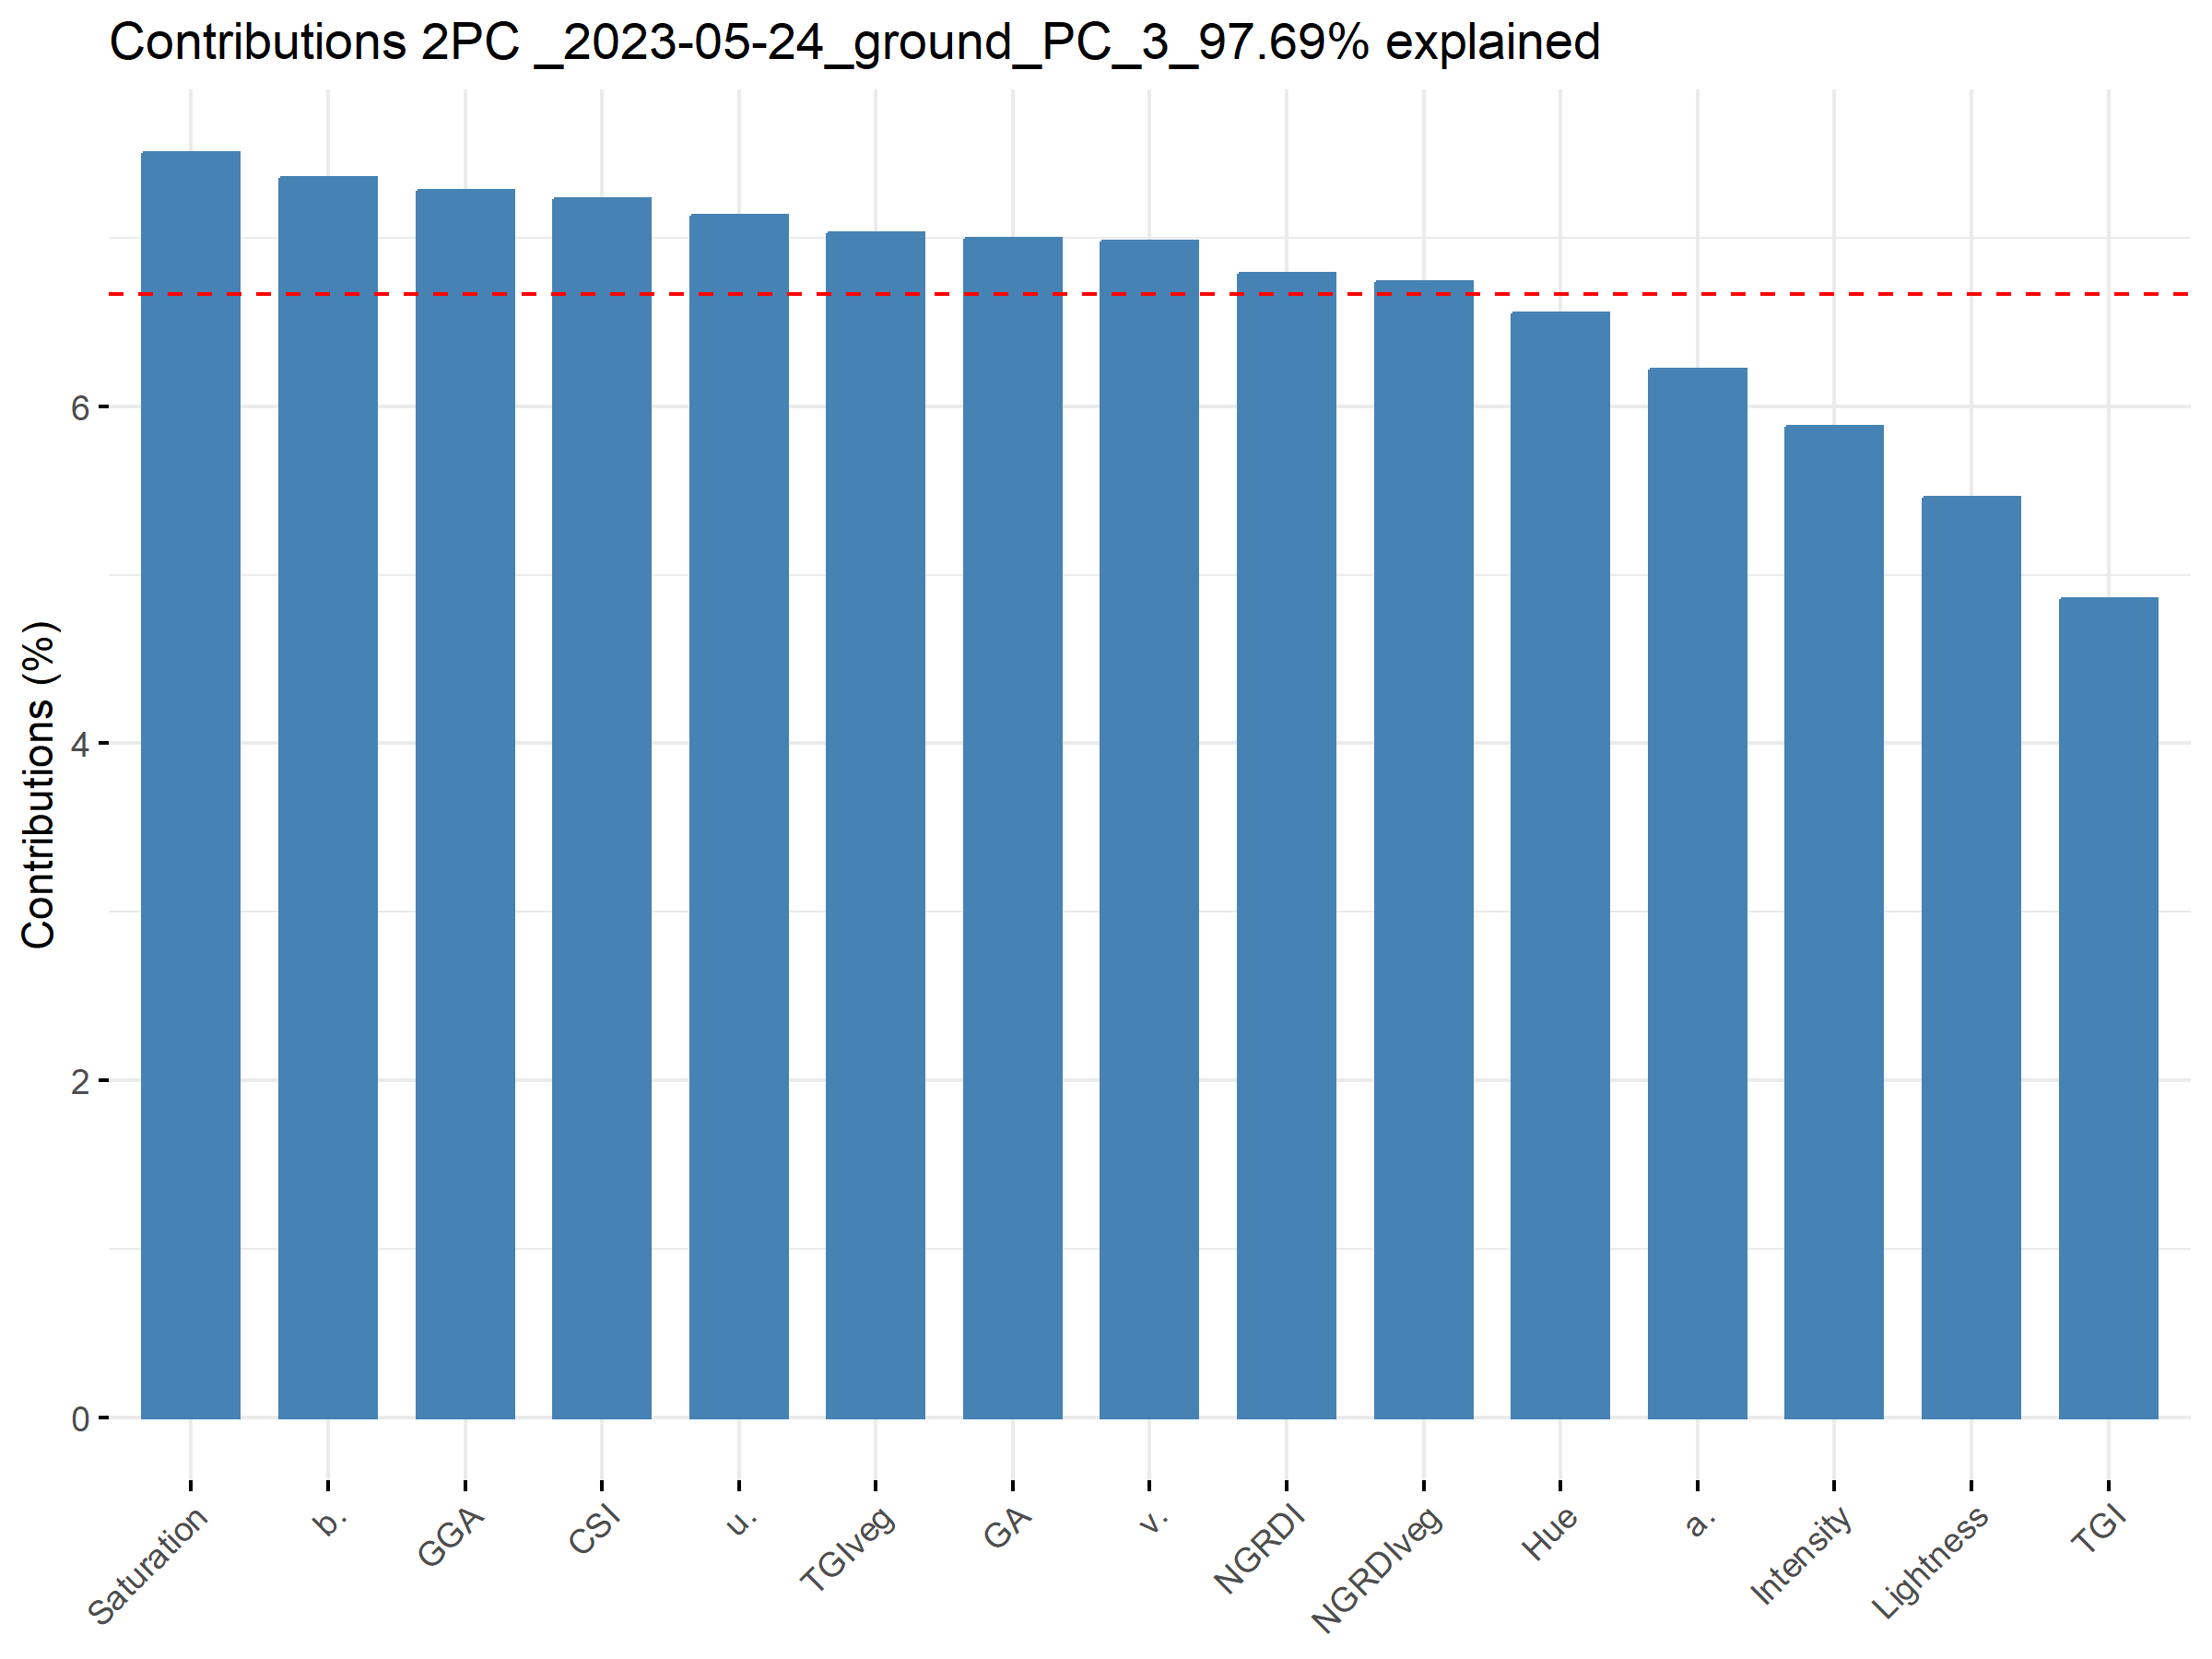 Contributions 2PC _2023-05-24_ground_PC_3_97.69% explained
Contributions (%)
6
4
2
0
Saturation
b.
GGA
CSI
u.
TGIveg
GA
v.
NGRDI
NGRDIveg
Hue
a.
Intensity
Lightness
TGI